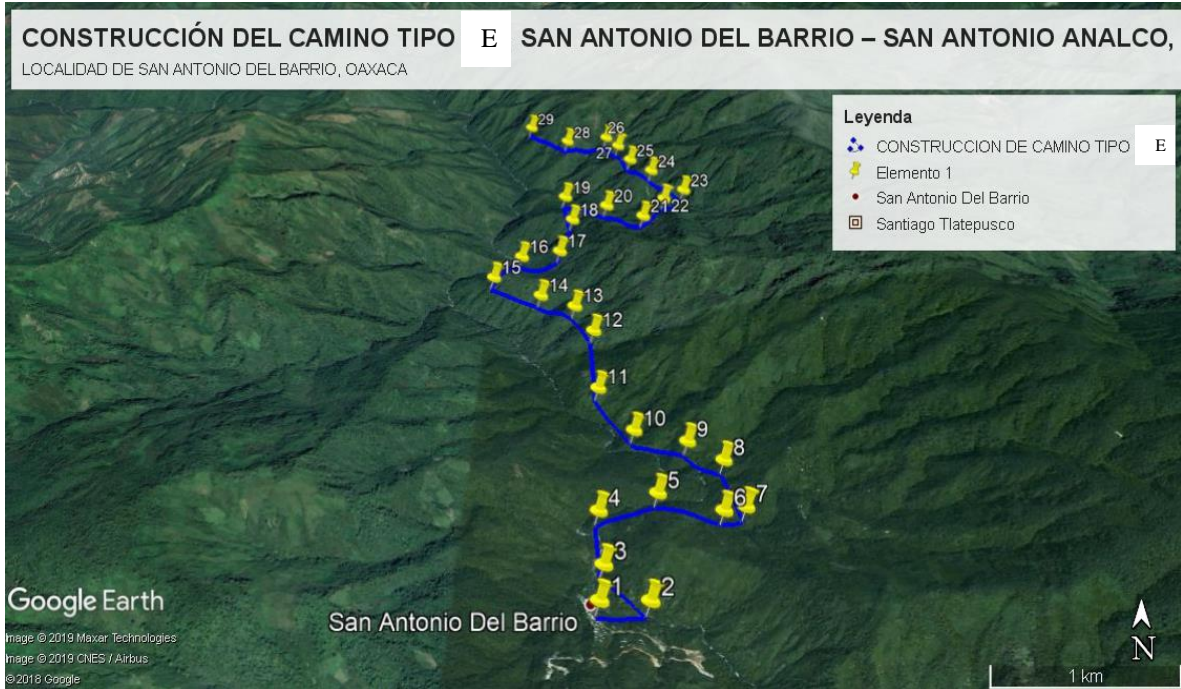 CONSTRUCCIÓN DEL CAMINO TIPO E SAN ANTONIO DEL BARRIO – SAN ANTONIO ANALCO,
LOCALIDAD DE SAN ANTONIO DEL BARRIO, OAXACA
Leyenda
CONSTRUCCION DE CAMINO TIPO E
Elemento 1
San Antonio Del Barrio
Santiago Tlatepusco
29
28
26
27
25
24
23
19
20
21
22
18
17
16
15
14
13
12
11
10
9
8
5
4
6
7
3
1
2
San Antonio Del Barrio
Google Earth
mage © 2019 Maxar Technologies
mage © 2019 CNES / Airbus
©2018 Google
N
1 km